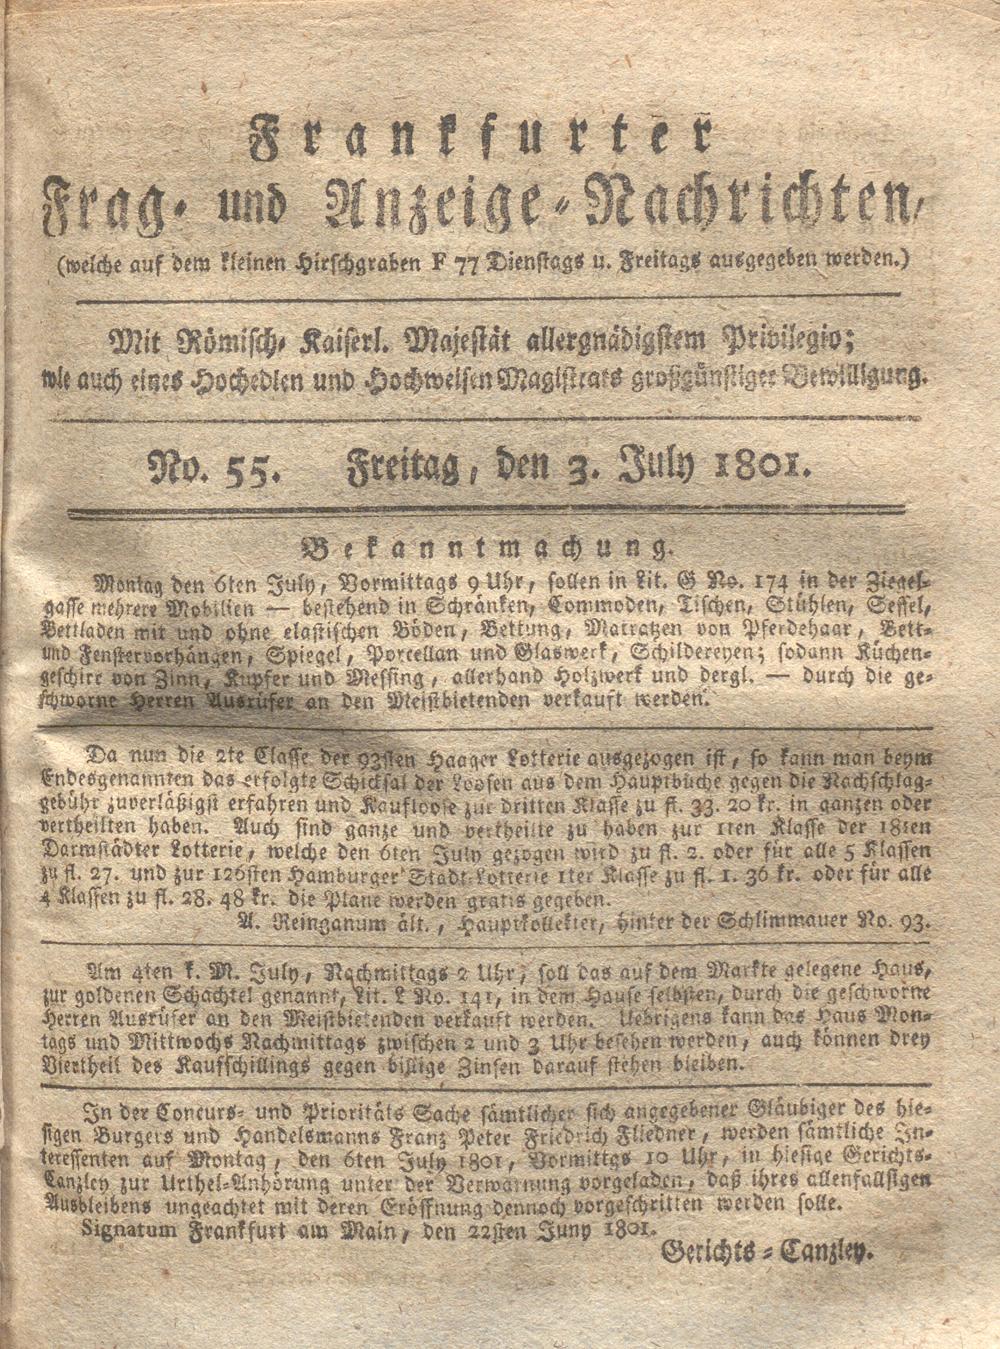 Frankfurter
Frag- und Anzeige-Nachrichten,
(welche auf dem kleinen Hirschgraben F 77 Dienstags u. Freitags ausgegeben werden.)
Mit Römisch- Kaiserl. Majestät allergnädigstem Privilegio;
wie auch eines Hochedlen und Hochweisen Magistrats großgünstiger Bewilligung.
No. 55. Freitag, den 3. July 1801.
Bekanntmachung.
Montag den 6ten July, Vormittags 9 Uhr, sollen in Lit. G No. 174 in der Ziegel-
gasse mehrere Mobilien — bestehend in Schränken, Commoden, Tischen, Stühlen, Sessel,
Bettladen mit und ohne elastischen Böden, Bettung, Matratzen von Pferdehaar, Bett-
und Fenstervorhängen, Spiegel, Porcellan und Glaswerk, Schildereyen; sodann Küchen-
geschirr von Zinn, Kupfer und Messing, allerhand Holzwerk und dergl. — durch die ge-
schworne Herren Ausrüfer an den Meistbietenden verkauft werden.
Da nun die 2te Classe der 93sten Haager Lotterie ausgezogen ist, so kann man beym
Endesgenannten das erfolgte Schicksal der Loosen aus dem Hauptbuche gegen die Nachschlag-
gebühr zuverläßigst erfahren und Kaufloose zur dritten Klasse zu fl. 33. 20 kr. in ganzen oder
vertheilten haben. Auch sind ganze und vertheilte zu haben zur 1ten Klasse der 18ten
Darmstädter Lotterie, welche den 6ten July gezogen wird zu fl. 2. oder für alle 5 Klassen
zu fl. 27. und zur 126sten Hamburger Stadt-Lotterie 1ter Klasse zu fl. 1. 36 kr. oder für alle
4 Klassen zu fl. 28. 48 kr. die Plane werden gratis gegeben.
A. Reinganum ält., Hauptkollekter, hinter der Schlimmauer No. 93.
Am 4ten k. M. July, Nachmittags 2 Uhr, soll das auf dem Markte gelegene Haus,
zur goldenen Schachtel genannt, Lit. L No. 141, in dem Hause selbsten, durch die geschworne
Herren Ausrüfer an den Meistbietenden verkauft werden. Uebrigens kann das Haus Mon-
tags und Mittwochs Nachmittags zwischen 2 und 3 Uhr besehen werden, auch können drey
Viertheil des Kaufschillings gegen billige Zinsen darauf stehen bleiben.
In der Concurs- und Prioritäts Sache sämtlicher sich angegebener Gläubiger des hie-
sigen Burgers und Handelsmanns Franz Peter Friedrich Fliedner, werden sämtliche In-
teressenten auf Montag, den 6ten July 1801, Vormittgs 10 Uhr, in hiesige Gerichts-
Canzley zur Urthel-Anhörung unter der Verwarnung vorgeladen, daß ihres allenfallsigen
Ausbleibens ungeachtet mit deren Eröffnung dennoch vorgeschritten werden solle.
Signatum Frankfurt am Main, den 22sten Juny 1801.
Gerichts-Canzley.